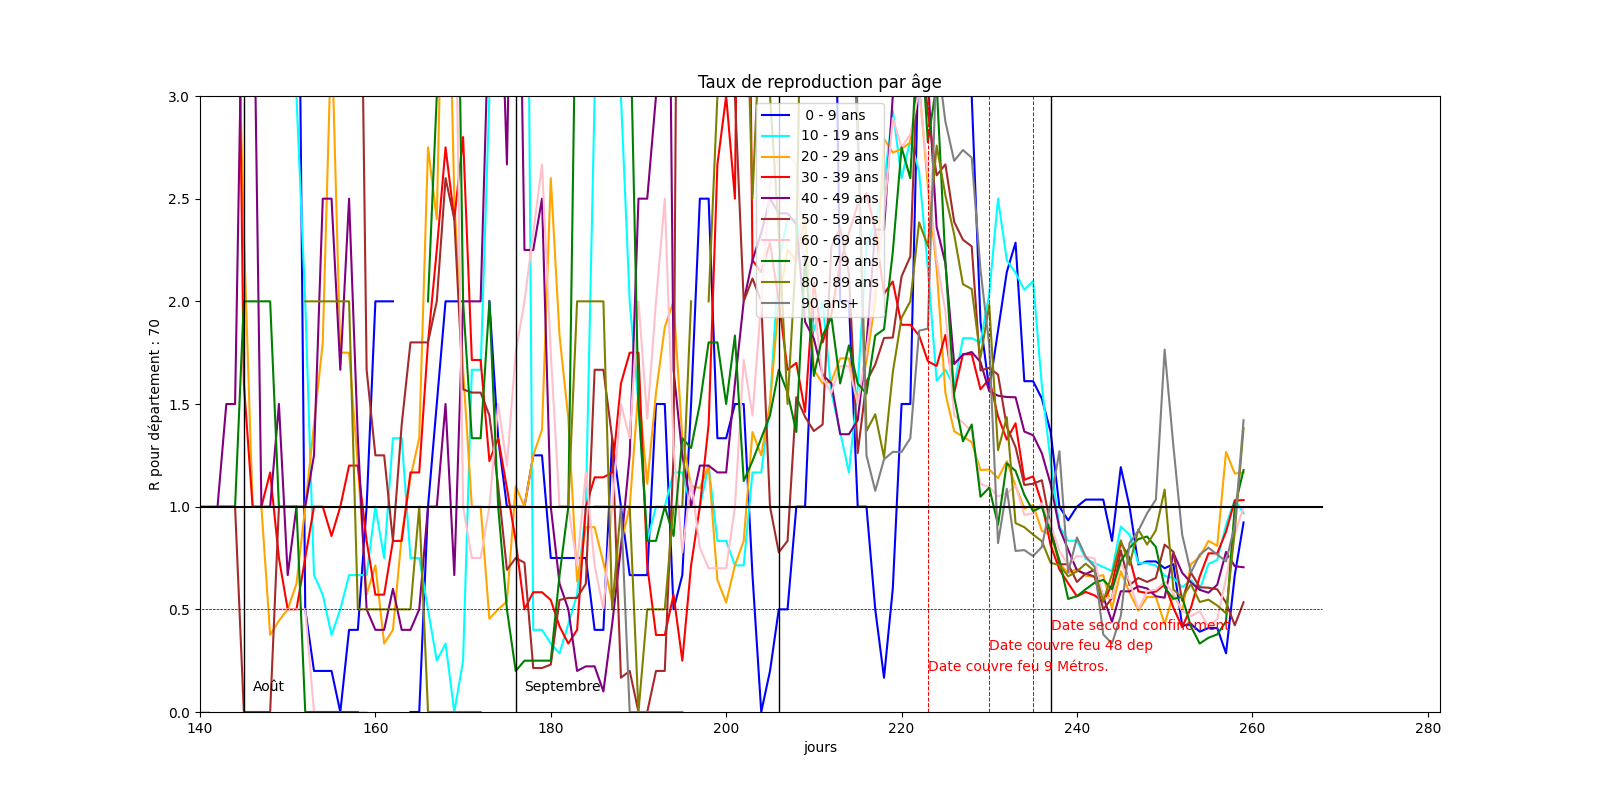 Taux de reproduction par âge
3.0
2.5
2.0
1.5
1.0
0.5
0.0
R pour département : 70
0 - 9 ans
10 - 19 ans
20 - 29 ans
30 - 39 ans
40 - 49 ans
50 - 59 ans
60 - 69 ans
70 - 79 ans
80 - 89 ans
90 ans+
Date second confinement
Date couvre feu 48 dep
Date couvre feu 9 Métros.
Août
Septembre
140
160
180
200
220
240
260
280
jours